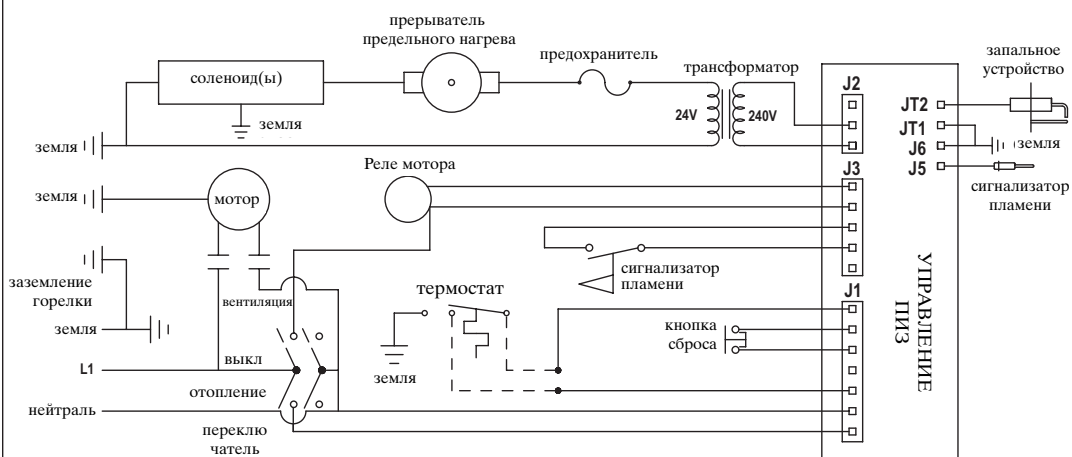 прерыватель
предельного нагрева
предохранитель
запальное
устройство
соленоид(ы)
трансформатор
J2
24V
240V
JT2
JT1
J6
земля
J5
земля
земля
Реле мотора
J3
сигнализатор
пламени
земля
мотор
УПРАВЛЕНИЕ
ПИЗ
сигнализатор
пламени
заземление
горелки
вентиляция
термостат
J1
кнопка
сброса
земля
земля
выкл
L1
отопление
нейтраль
переклю
чатель